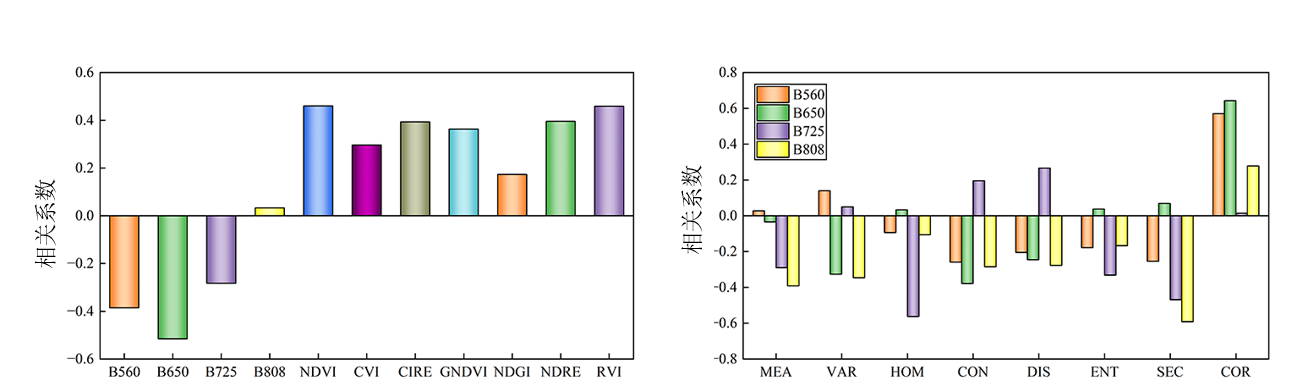 0.6
0.4
0.2
0.0
−0.2
−0.4
−0.6
相关系数
B560 B650 B725 B808 NDVI CVI CIRE GNDVI NDGI NDRE RVI
0.8
0.6
0.4
0.2
0.0
−0.2
−0.4
−0.6
−0.8
相关系数
B560
B650
B725
B808
MEA VAR HOM CON DIS ENT SEC COR